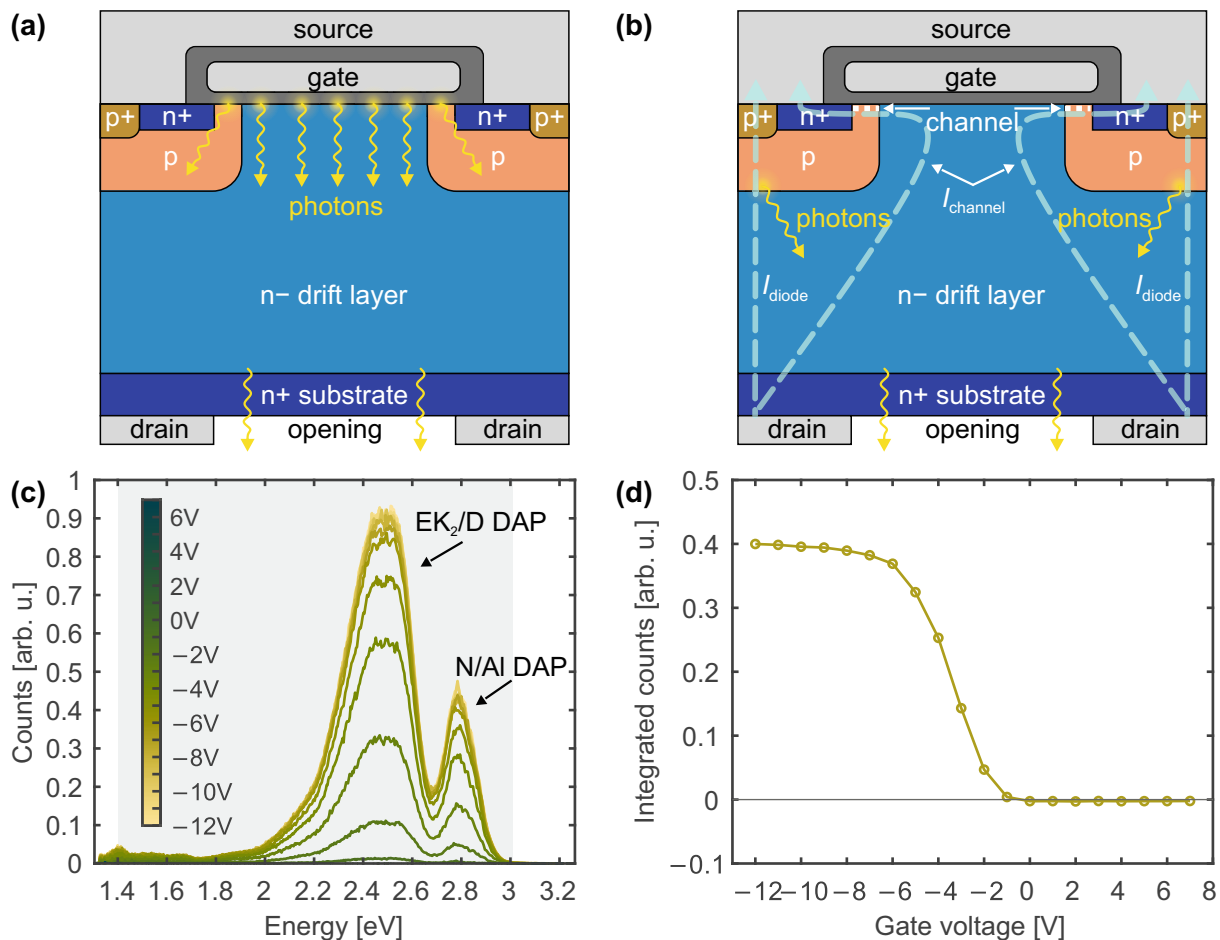 (a)
source
gate
p+
n+
n+
p+
p
p
photons
n− drift layer
n+ substrate
drain
opening
drain
(b)
source
gate
p+
n+
channel
n+
p+
p
p
I channel
photons
photons
I diode
n− drift layer
I diode
n+ substrate
drain
opening
drain
(c)
1
0.9
0.8
0.7
0.6
0.5
0.4
0.3
0.2
0.1
0
Counts [arb. u.]
6V
4V
2V
0V
−2V
−4V
−6V
−8V
−10V
−12V
EK₂/D DAP
N/Al DAP
1.4
1.6
1.8
2
2.2
2.4
2.6
2.8
3
3.2
Energy [eV]
(d)
0.5
0.4
0.3
0.2
0.1
0
−0.1
Integrated counts [arb. u.]
−12
−10
−8
−6
−4
−2
0
2
4
6
8
Gate voltage [V]